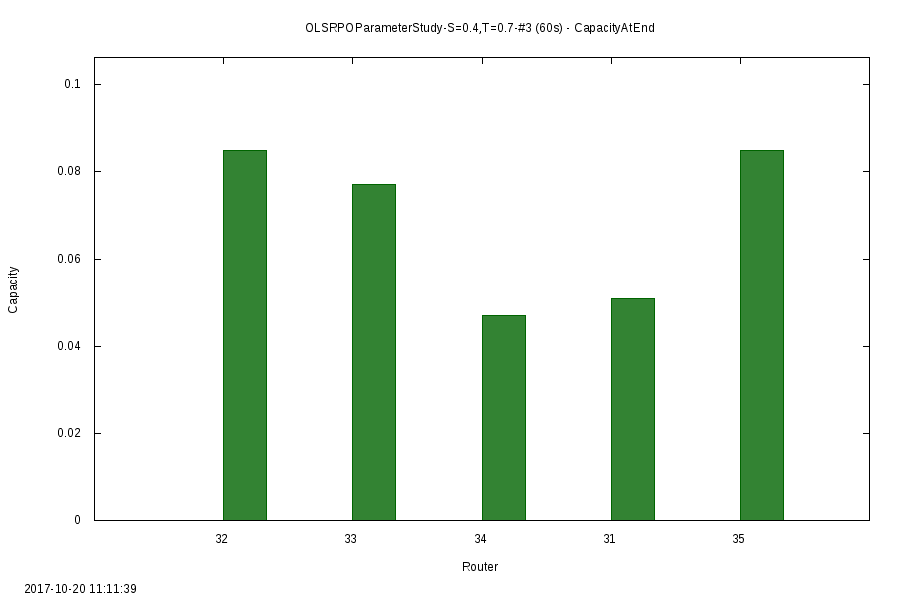 OLSRPOParameterStudy-S=0.4,T=0.7-#3 (60s) - CapacityAtEnd
0.1
0.08
0.06
0.04
0.02
0
Capacity
32 33 34 31 35
Router
2017-10-20 11:11:39